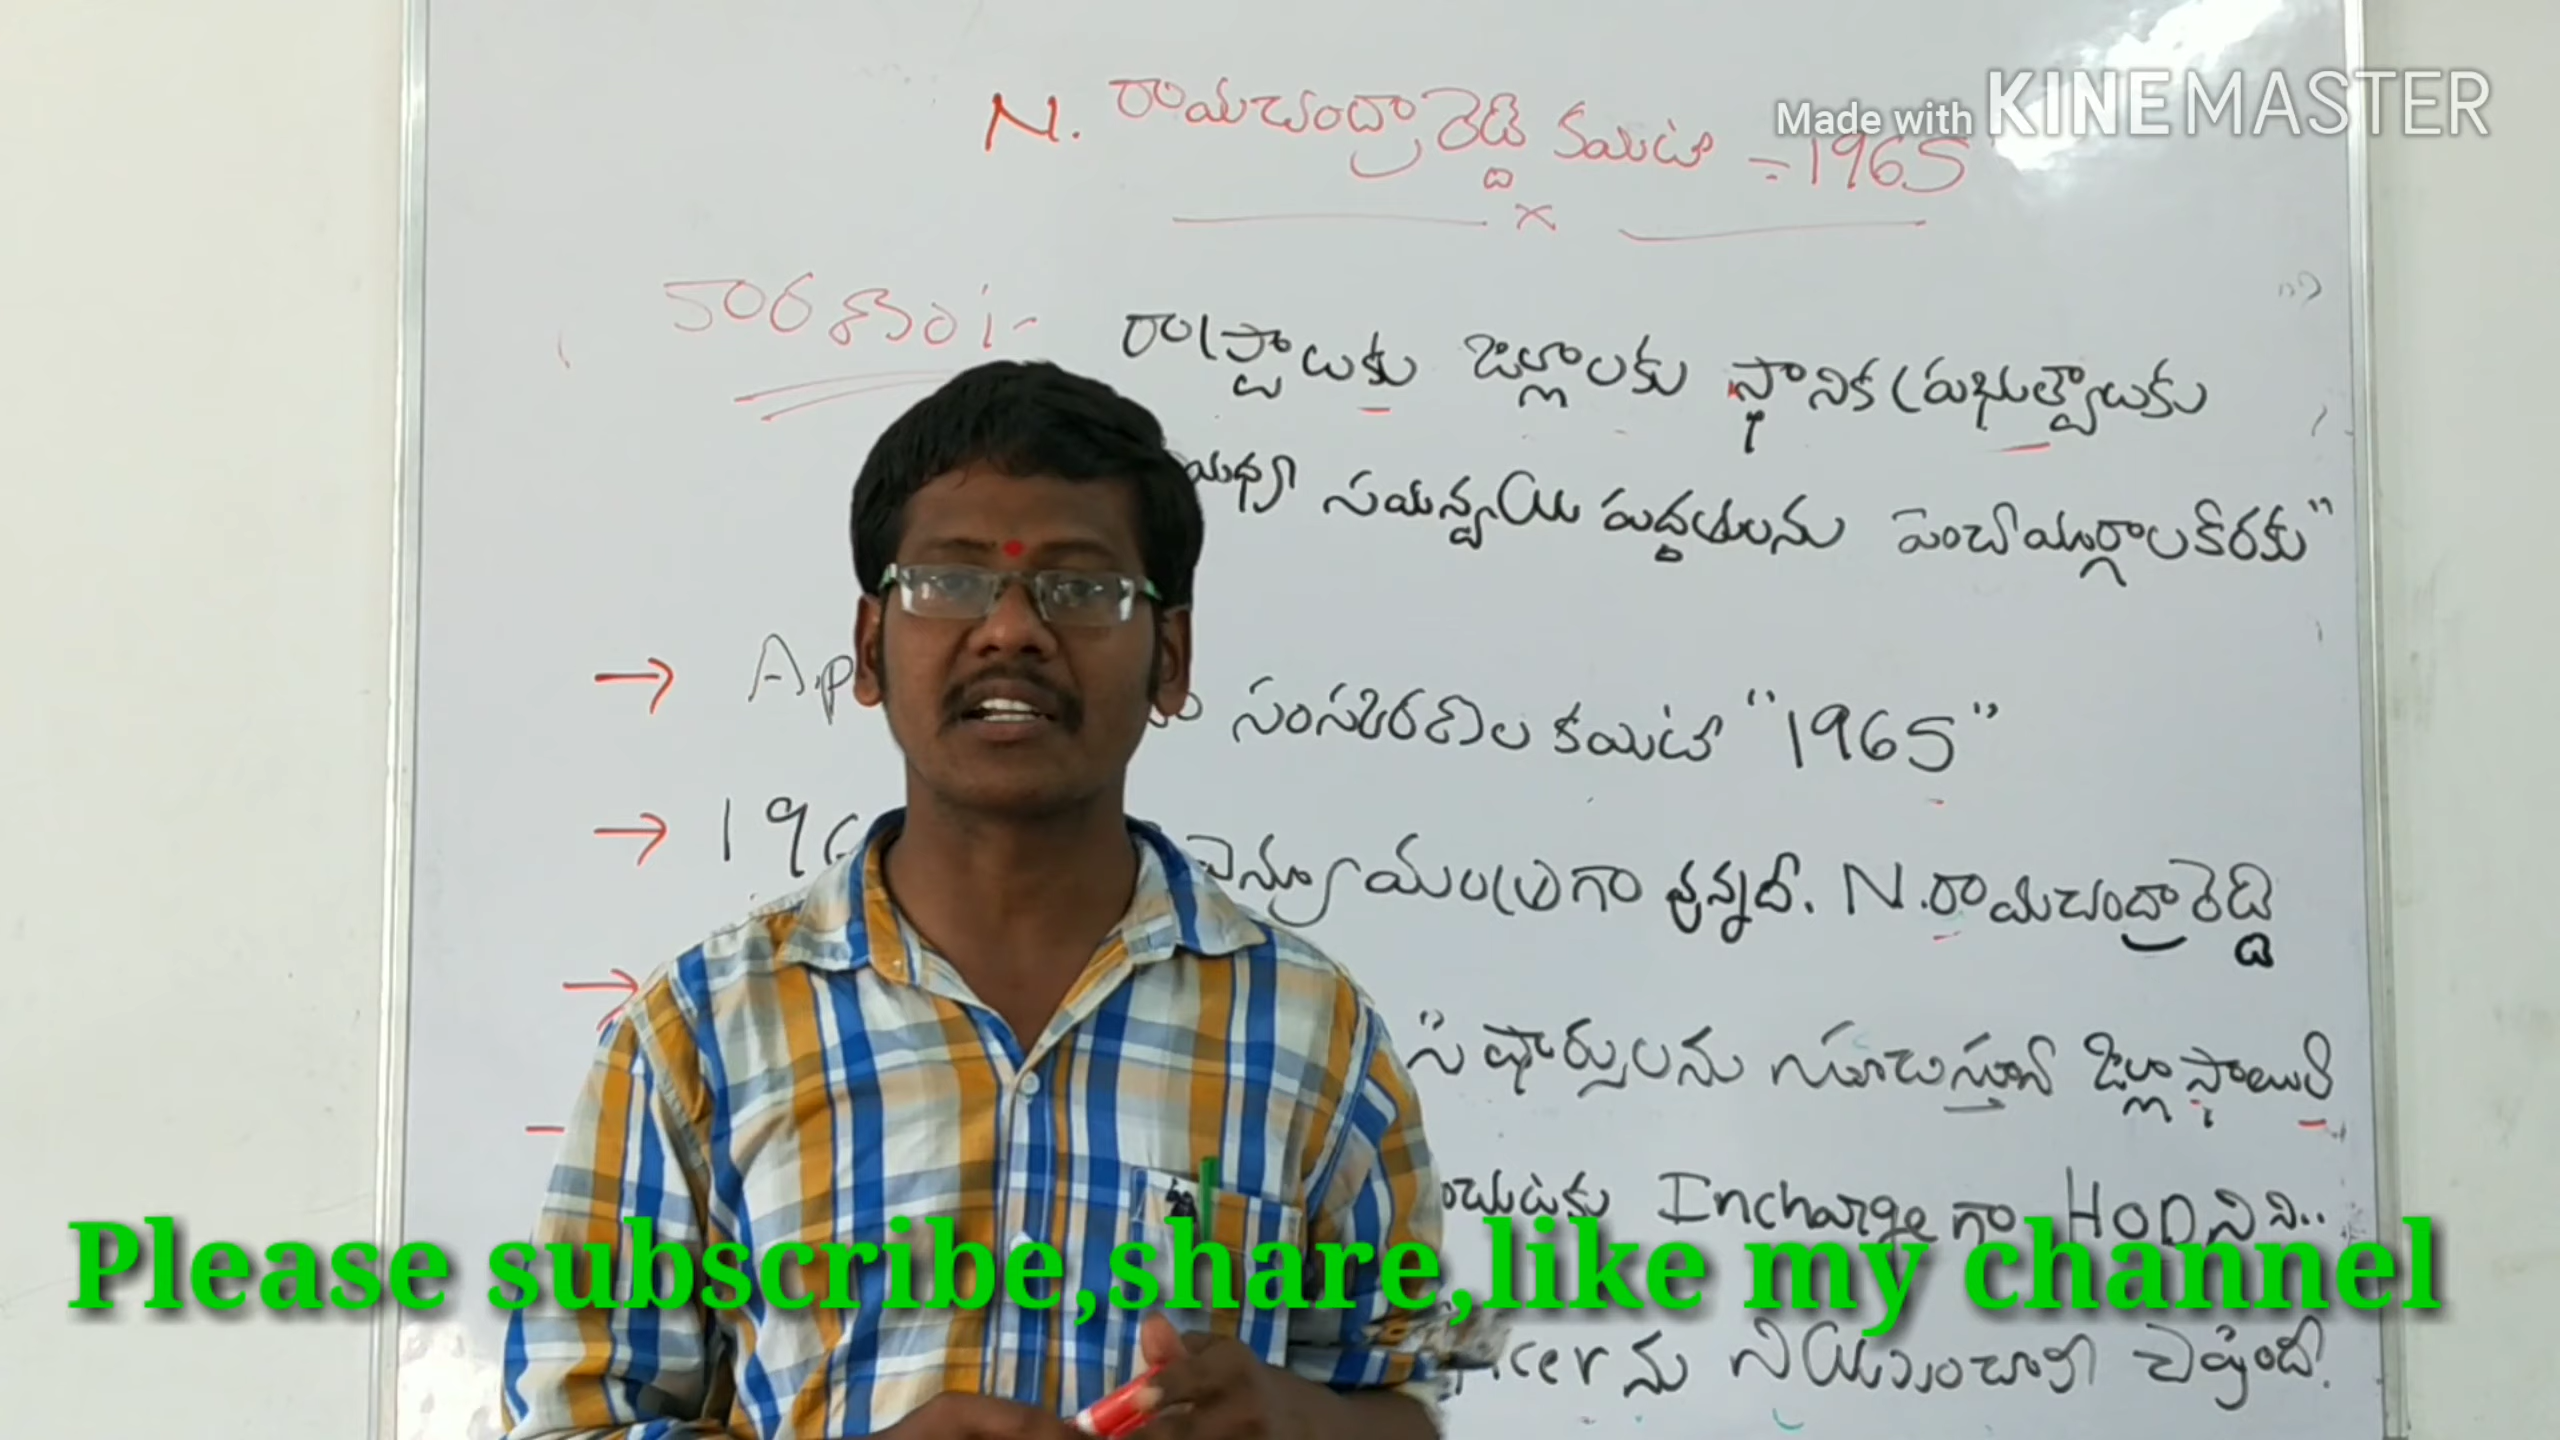 Made with KINEMASTER
N. రామచంద్రారెడ్డి కమిటీ - 1965
కారణం :-
రాష్ట్రాలకు జిల్లాలకు స్థానిక ప్రభుత్వాలకు
మధ్య సమన్వయ పద్ధతులను పెంచే మార్గాల కొరకు"
→ A.P సంస్కరణల కమిటీ "1965"
→ 196 రెవెన్యూ మంత్రిగా వున్నది. N. రామచంద్రారెడ్డి
→ సిఫార్సులను సూచిస్తూనే జిల్లా స్థాయిలో
Incharge గా HOD నిని..
ను నియమించాలి చెప్పింది.
Please subscribe,share,like my channel